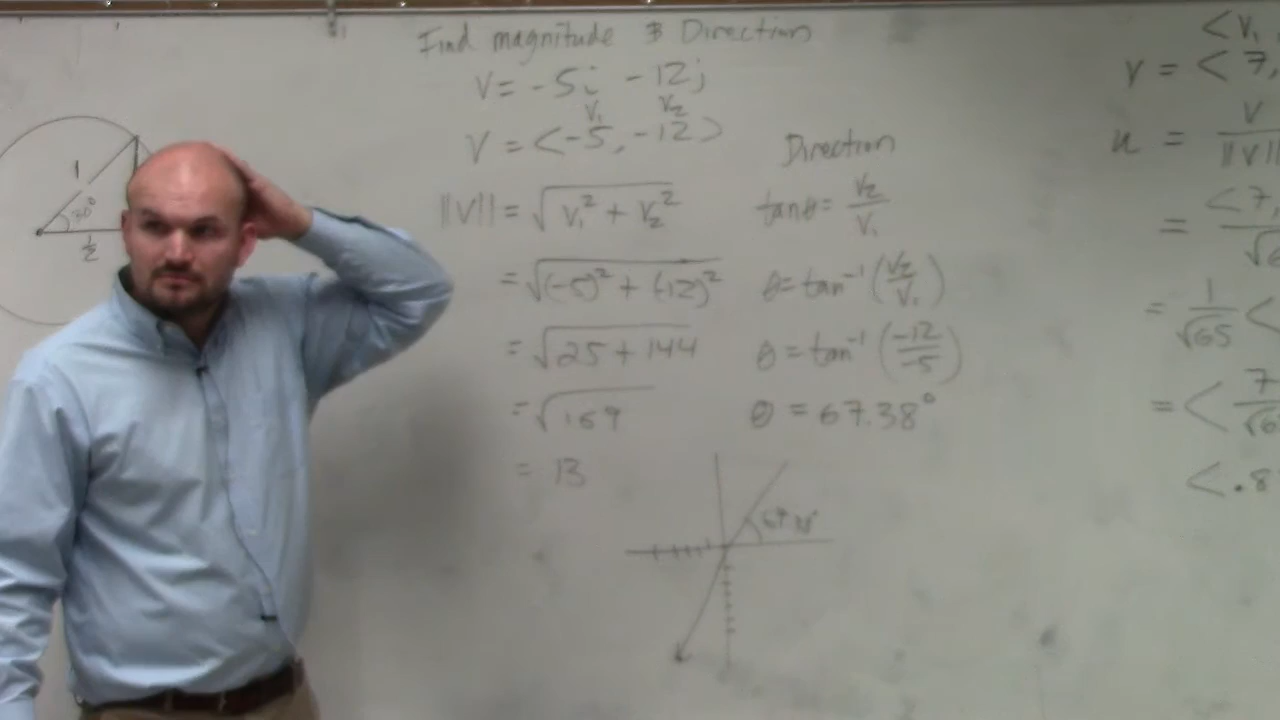 Find magnitude & Direction
v = -5i -12j
v₁ v₂
v = <-5, -12>
||v|| = √v₁² + v₂²
= √(-5)² + (-12)²
= √25 + 144
= √169
= 13
Direction
tanθ = v₂/v₁
θ = tan⁻¹(v₂/v₁)
θ = tan⁻¹(-12/-5)
θ = 67.38°
67.38°
1
30°
1/2
<v₁,
v = <7,
u = v/||v||
= <7,
= 1/√65 <
= < 7/√6
<.8